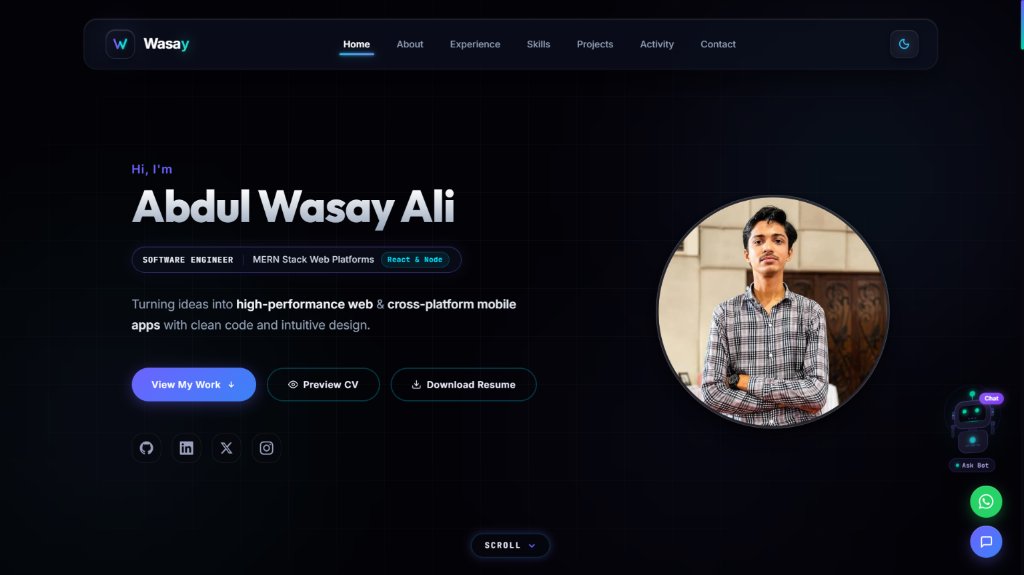 W Wasay
Home About Experience Skills Projects Activity Contact
Hi, I'm
Abdul Wasay Ali
SOFTWARE ENGINEER MERN Stack Web Platforms React & Node
Turning ideas into high-performance web & cross-platform mobile
apps with clean code and intuitive design.
View My Work ↓ Preview CV Download Resume
Chat
Ask Bot
SCROLL